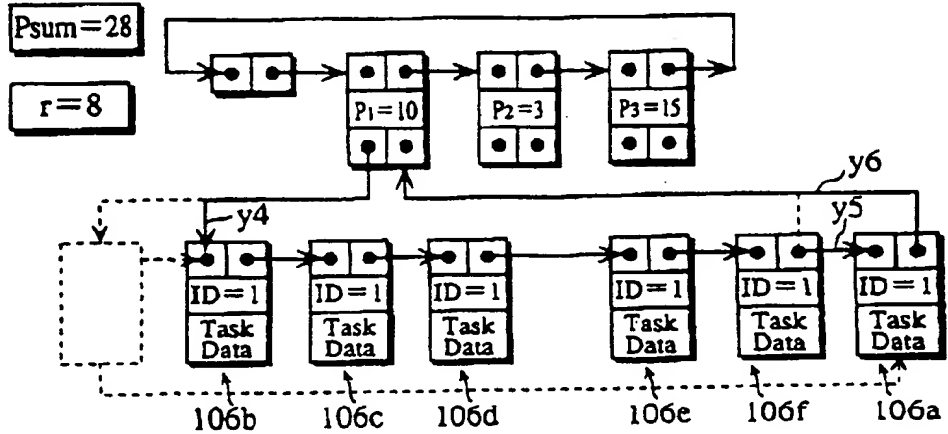 Psum=28
r=8
P1=10
P2=3
P3=15
y6
y4
y5
ID=1
ID=1
ID=1
ID=1
ID=1
ID=1
Task Data
Task Data
Task Data
Task Data
Task Data
Task Data
106b
106c
106d
106e
106f
106a